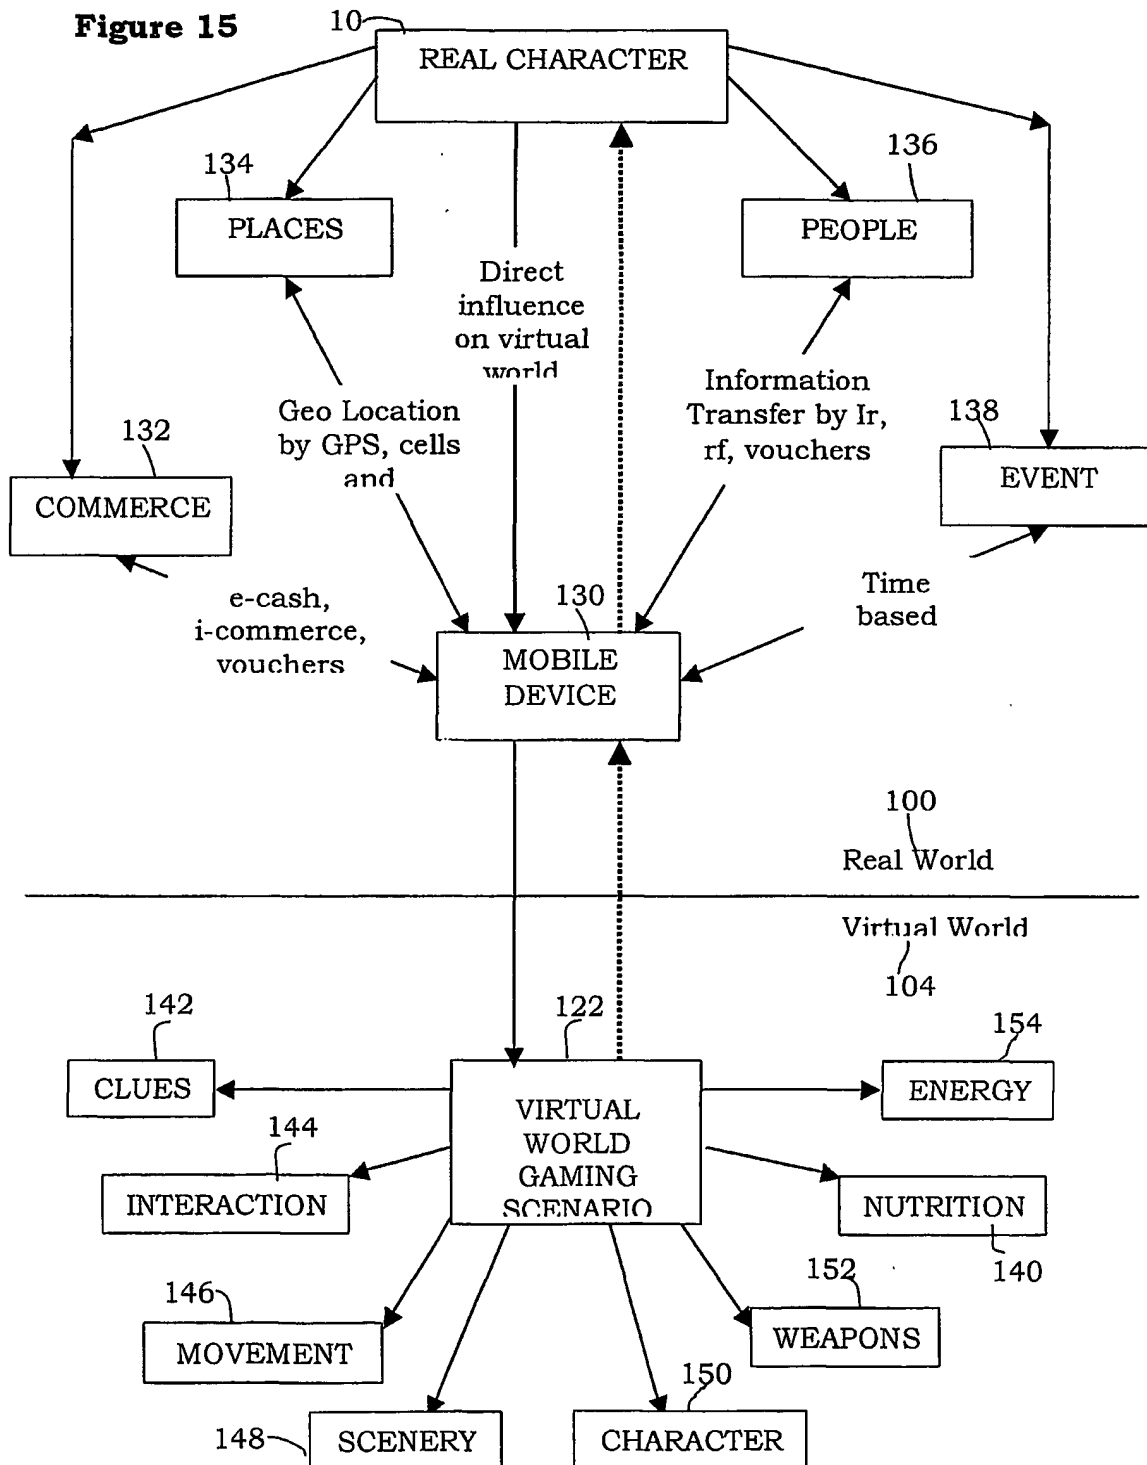 Figure 15
10
REAL CHARACTER
134
PLACES
136
PEOPLE
Direct
influence
on virtual
world
Geo Location
by GPS, cells
and
Information
Transfer by Ir,
rf, vouchers
132
COMMERCE
138
EVENT
e-cash,
i-commerce,
vouchers
Time
based
130
MOBILE
DEVICE
100
Real World
Virtual World
104
142
CLUES
122
VIRTUAL
WORLD
GAMING
SCENARIO
154
ENERGY
144
INTERACTION
NUTRITION
140
146
MOVEMENT
152
WEAPONS
148
SCENERY
150
CHARACTER